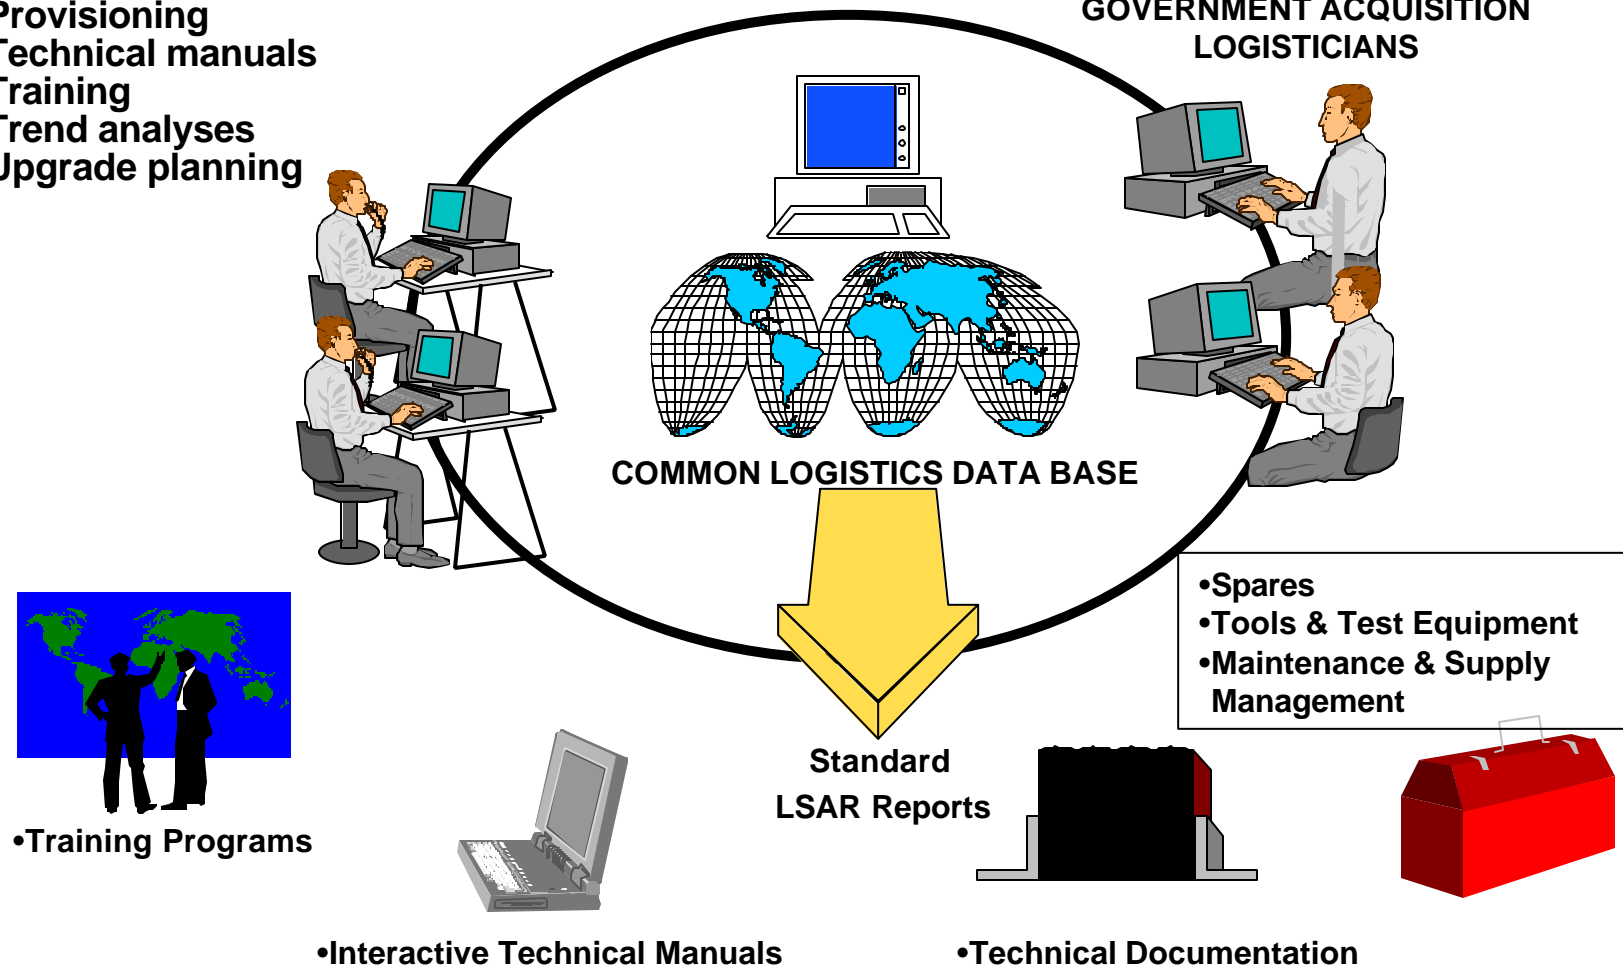 Provisioning
Technical manuals
Training
Trend analyses
Upgrade planning
GOVERNMENT ACQUISITION
LOGISTICIANS
COMMON LOGISTICS DATA BASE
•Spares
•Tools & Test Equipment
•Maintenance & Supply
Management
Standard
LSAR Reports
•Training Programs
•Interactive Technical Manuals
•Technical Documentation